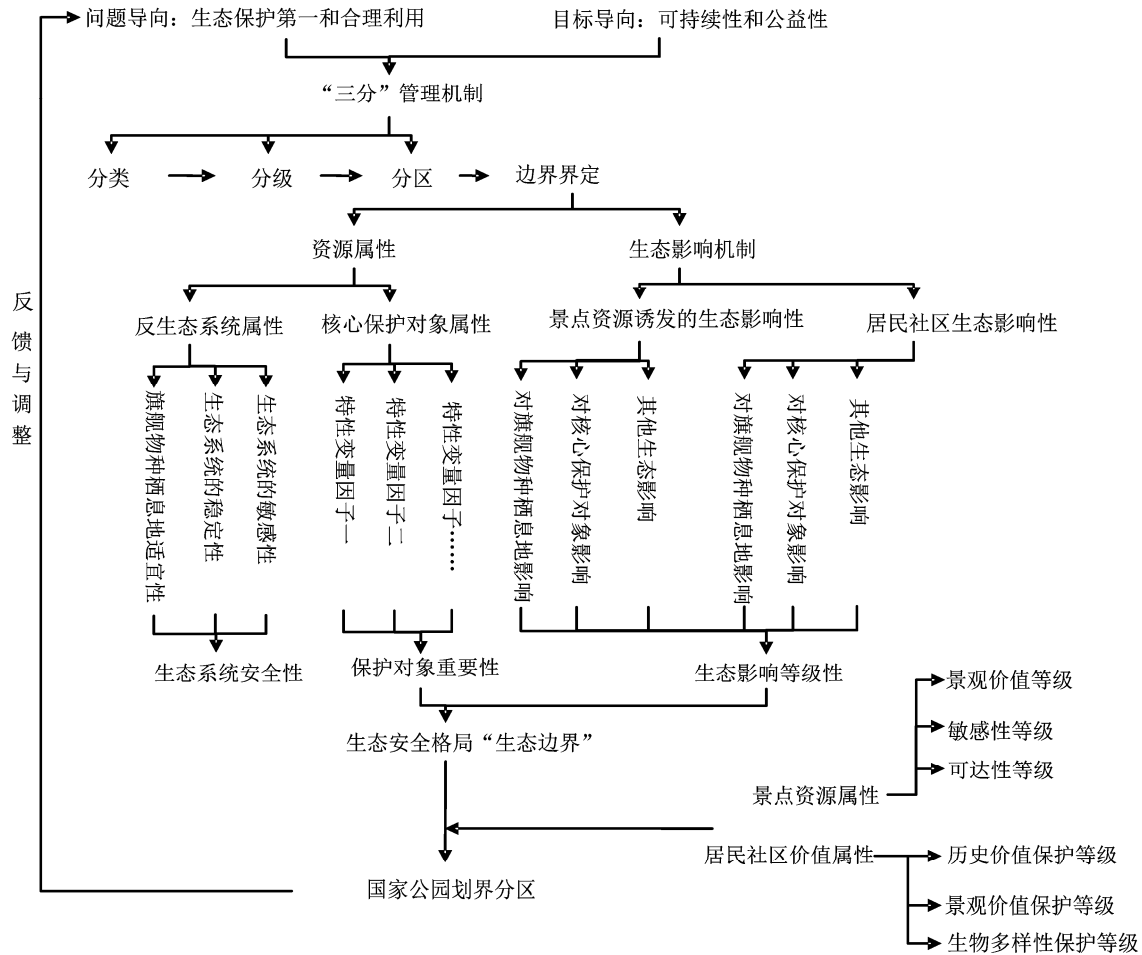 问题导向：生态保护第一和合理利用
目标导向：可持续性和公益性
“三分”管理机制
分类
分级
分区
边界界定
资源属性
生态影响机制
反生态系统属性
核心保护对象属性
景点资源诱发的生态影响性
居民社区生态影响性
旗舰物种栖息地适宜性
生态系统的稳定性
生态系统的敏感性
特性变量因子一
特性变量因子二
特性变量因子……
对旗舰物种栖息地影响
对核心保护对象影响
其他生态影响
对旗舰物种栖息地影响
对核心保护对象影响
其他生态影响
生态系统安全性
保护对象重要性
生态影响等级性
生态安全格局“生态边界”
景点资源属性
景观价值等级
敏感性等级
可达性等级
居民社区价值属性
历史价值保护等级
景观价值保护等级
生物多样性保护等级
国家公园划界分区
反馈与调整